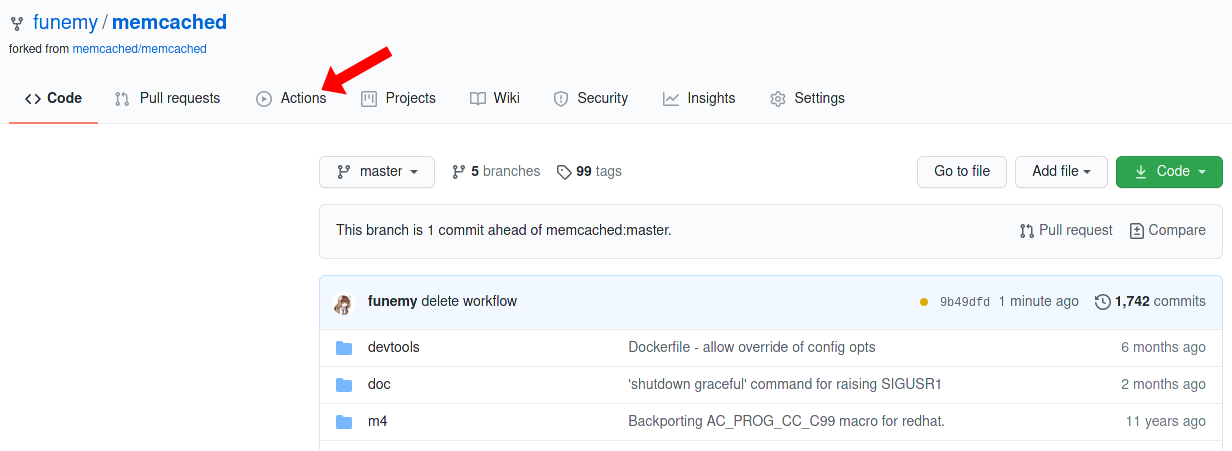 funemy / memcached
forked from memcached/memcached
Code Pull requests Actions Projects Wiki Security Insights Settings
master 5 branches 99 tags Go to file Add file Code
This branch is 1 commit ahead of memcached:master. Pull request Compare
funemy delete workflow 9b49dfd 1 minute ago 1,742 commits
devtools Dockerfile - allow override of config opts 6 months ago
doc 'shutdown graceful' command for raising SIGUSR1 2 months ago
m4 Backporting AC_PROG_CC_C99 macro for redhat. 11 years ago